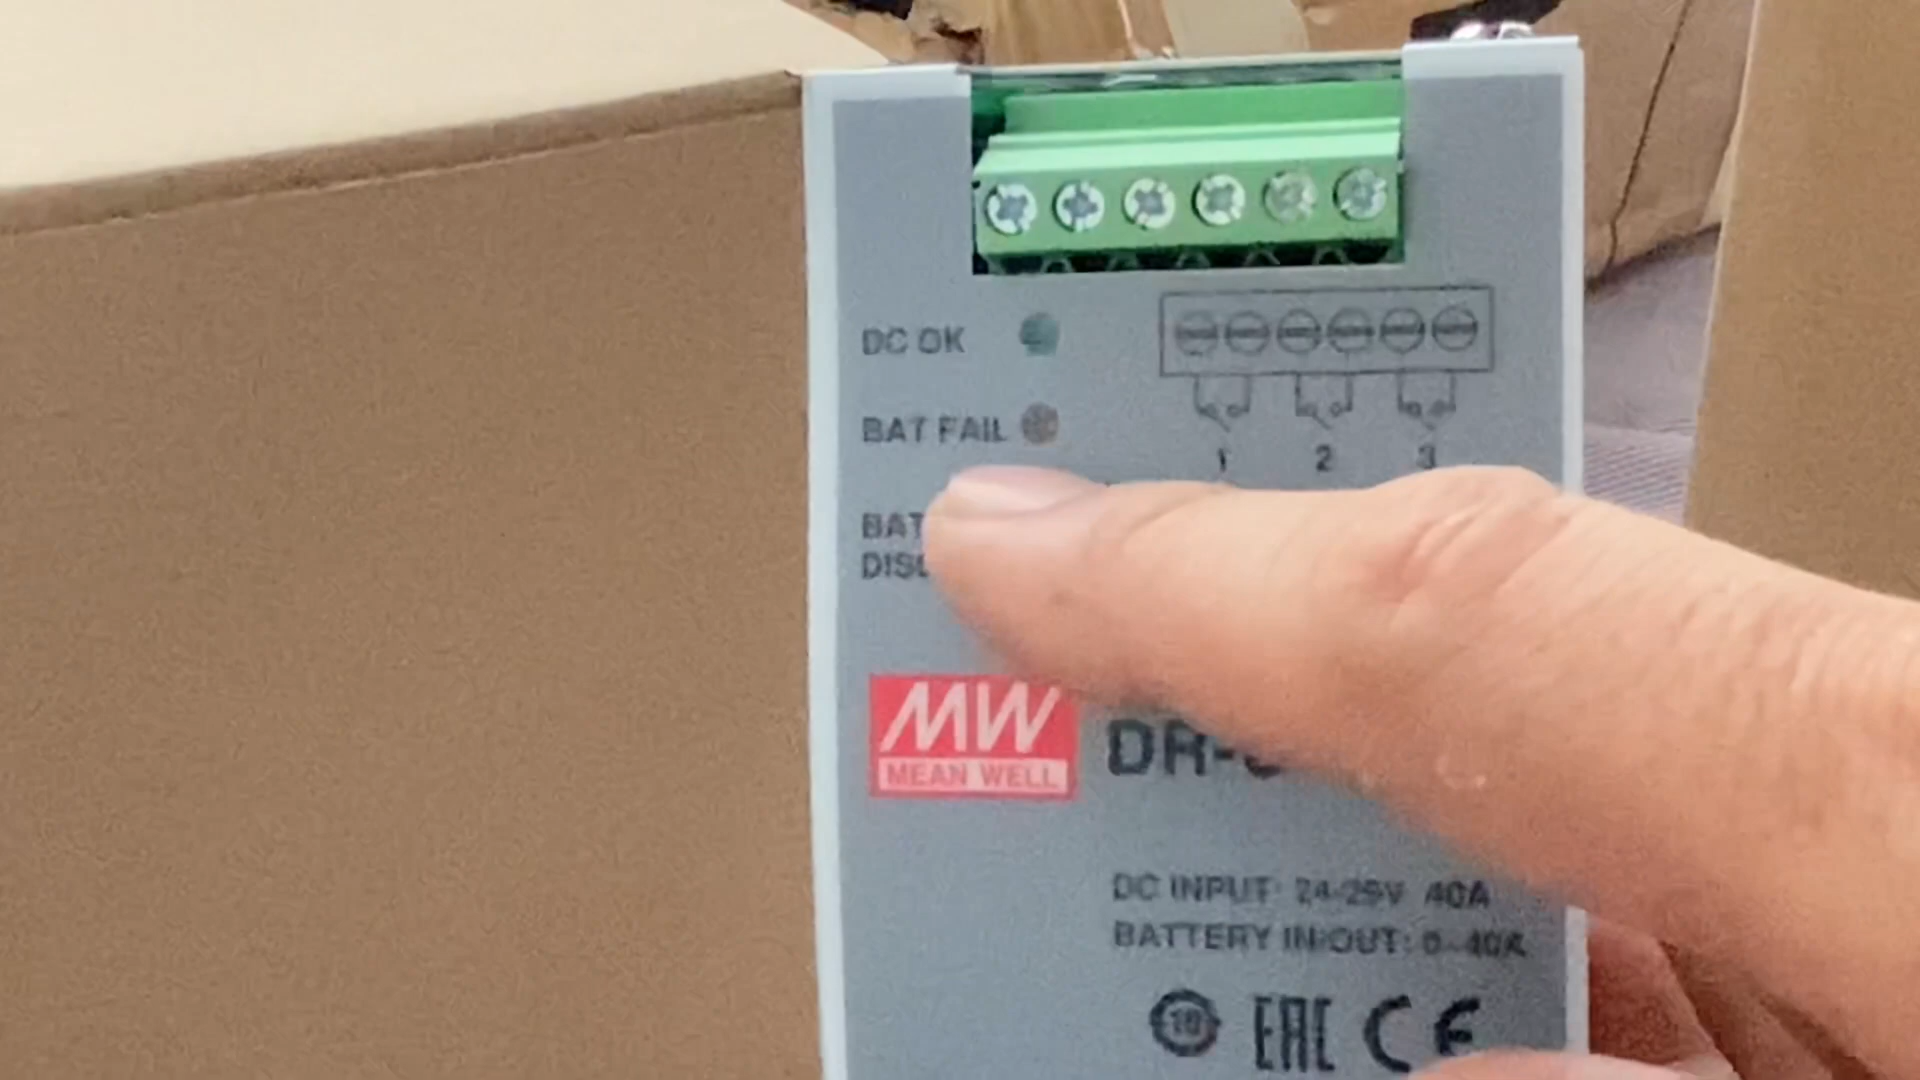 DC OK
BAT FAIL
1 2 3
BAT
MW
MEAN WELL
DR-
DC INPUT: 24-29V 40A
BATTERY IN/OUT: 0-40A
10
EAC CE